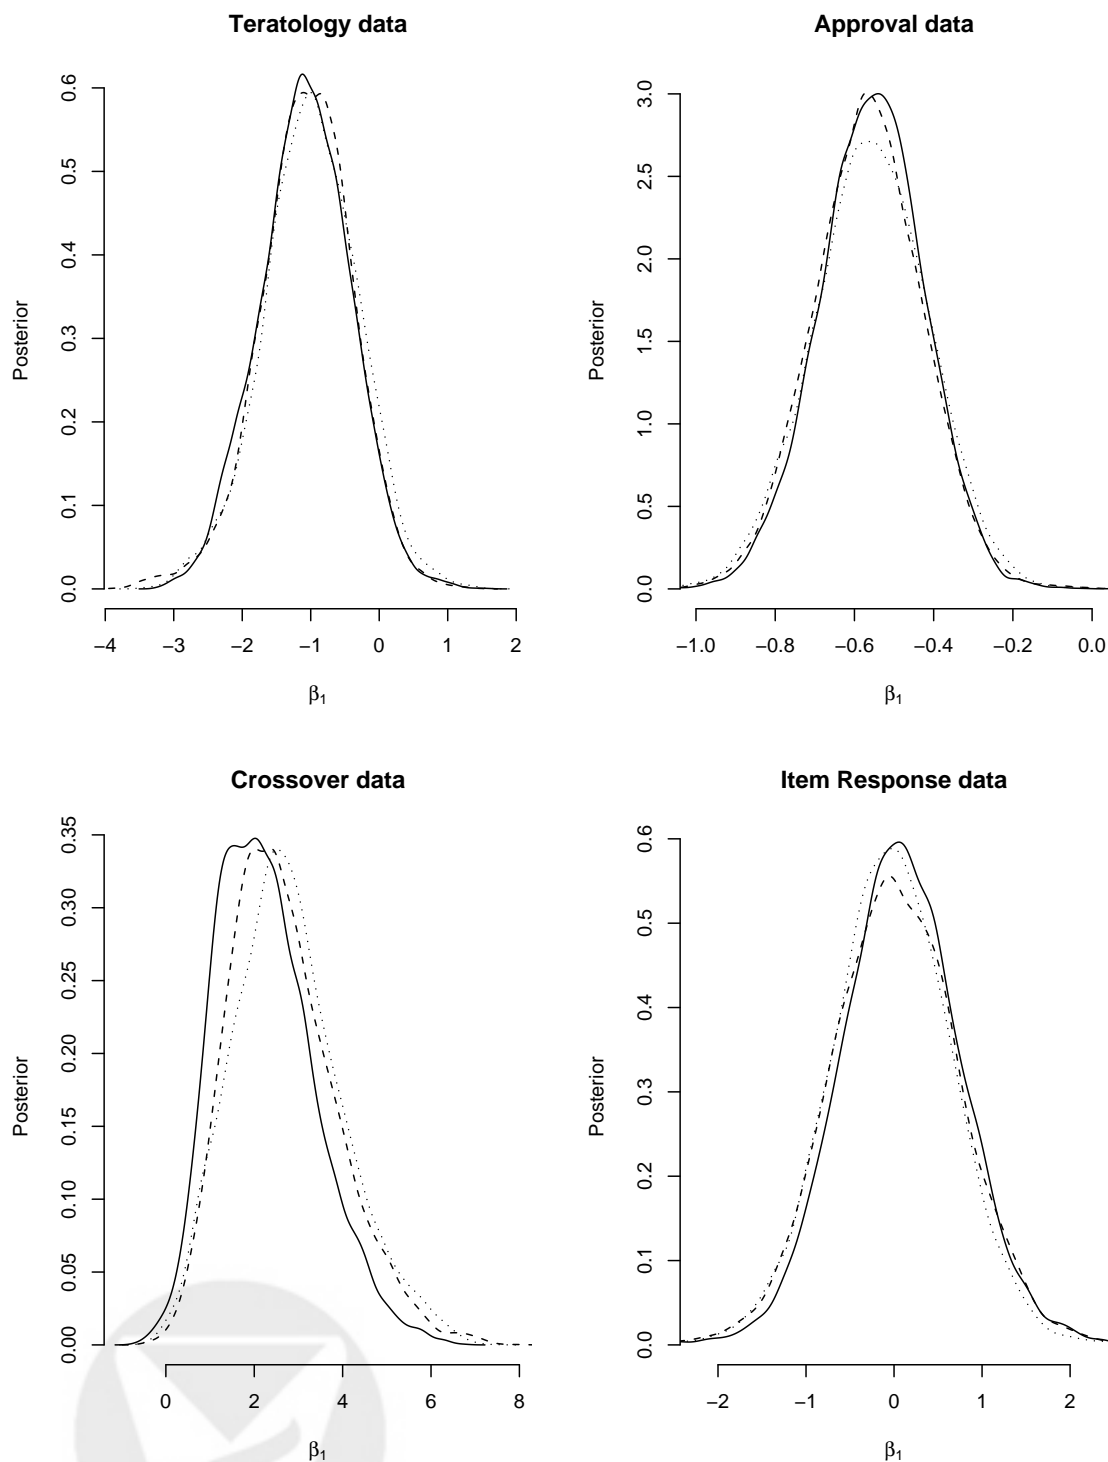 Teratology data
Posterior
0.0 0.1 0.2 0.3 0.4 0.5 0.6
−4 −3 −2 −1 0 1 2
β1
Approval data
Posterior
0.0 0.5 1.0 1.5 2.0 2.5 3.0
−1.0 −0.8 −0.6 −0.4 −0.2 0.0
β1
Crossover data
Posterior
0.00 0.05 0.10 0.15 0.20 0.25 0.30 0.35
0 2 4 6 8
β1
Item Response data
Posterior
0.0 0.1 0.2 0.3 0.4 0.5 0.6
−2 −1 0 1 2
β1